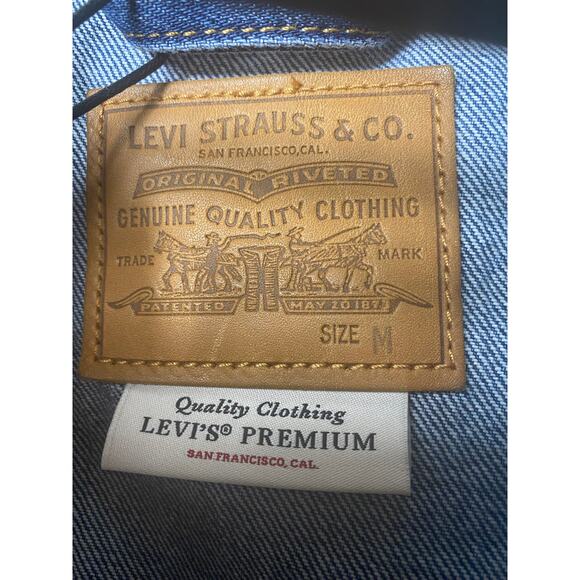 LEVI STRAUSS & CO.
SAN FRANCISCO, CAL.
ORIGINAL RIVETED
GENUINE QUALITY CLOTHING
TRADE MARK
PATENTED MAY 20 1873
SIZE M
Quality Clothing
LEVI'S® PREMIUM
SAN FRANCISCO, CAL.